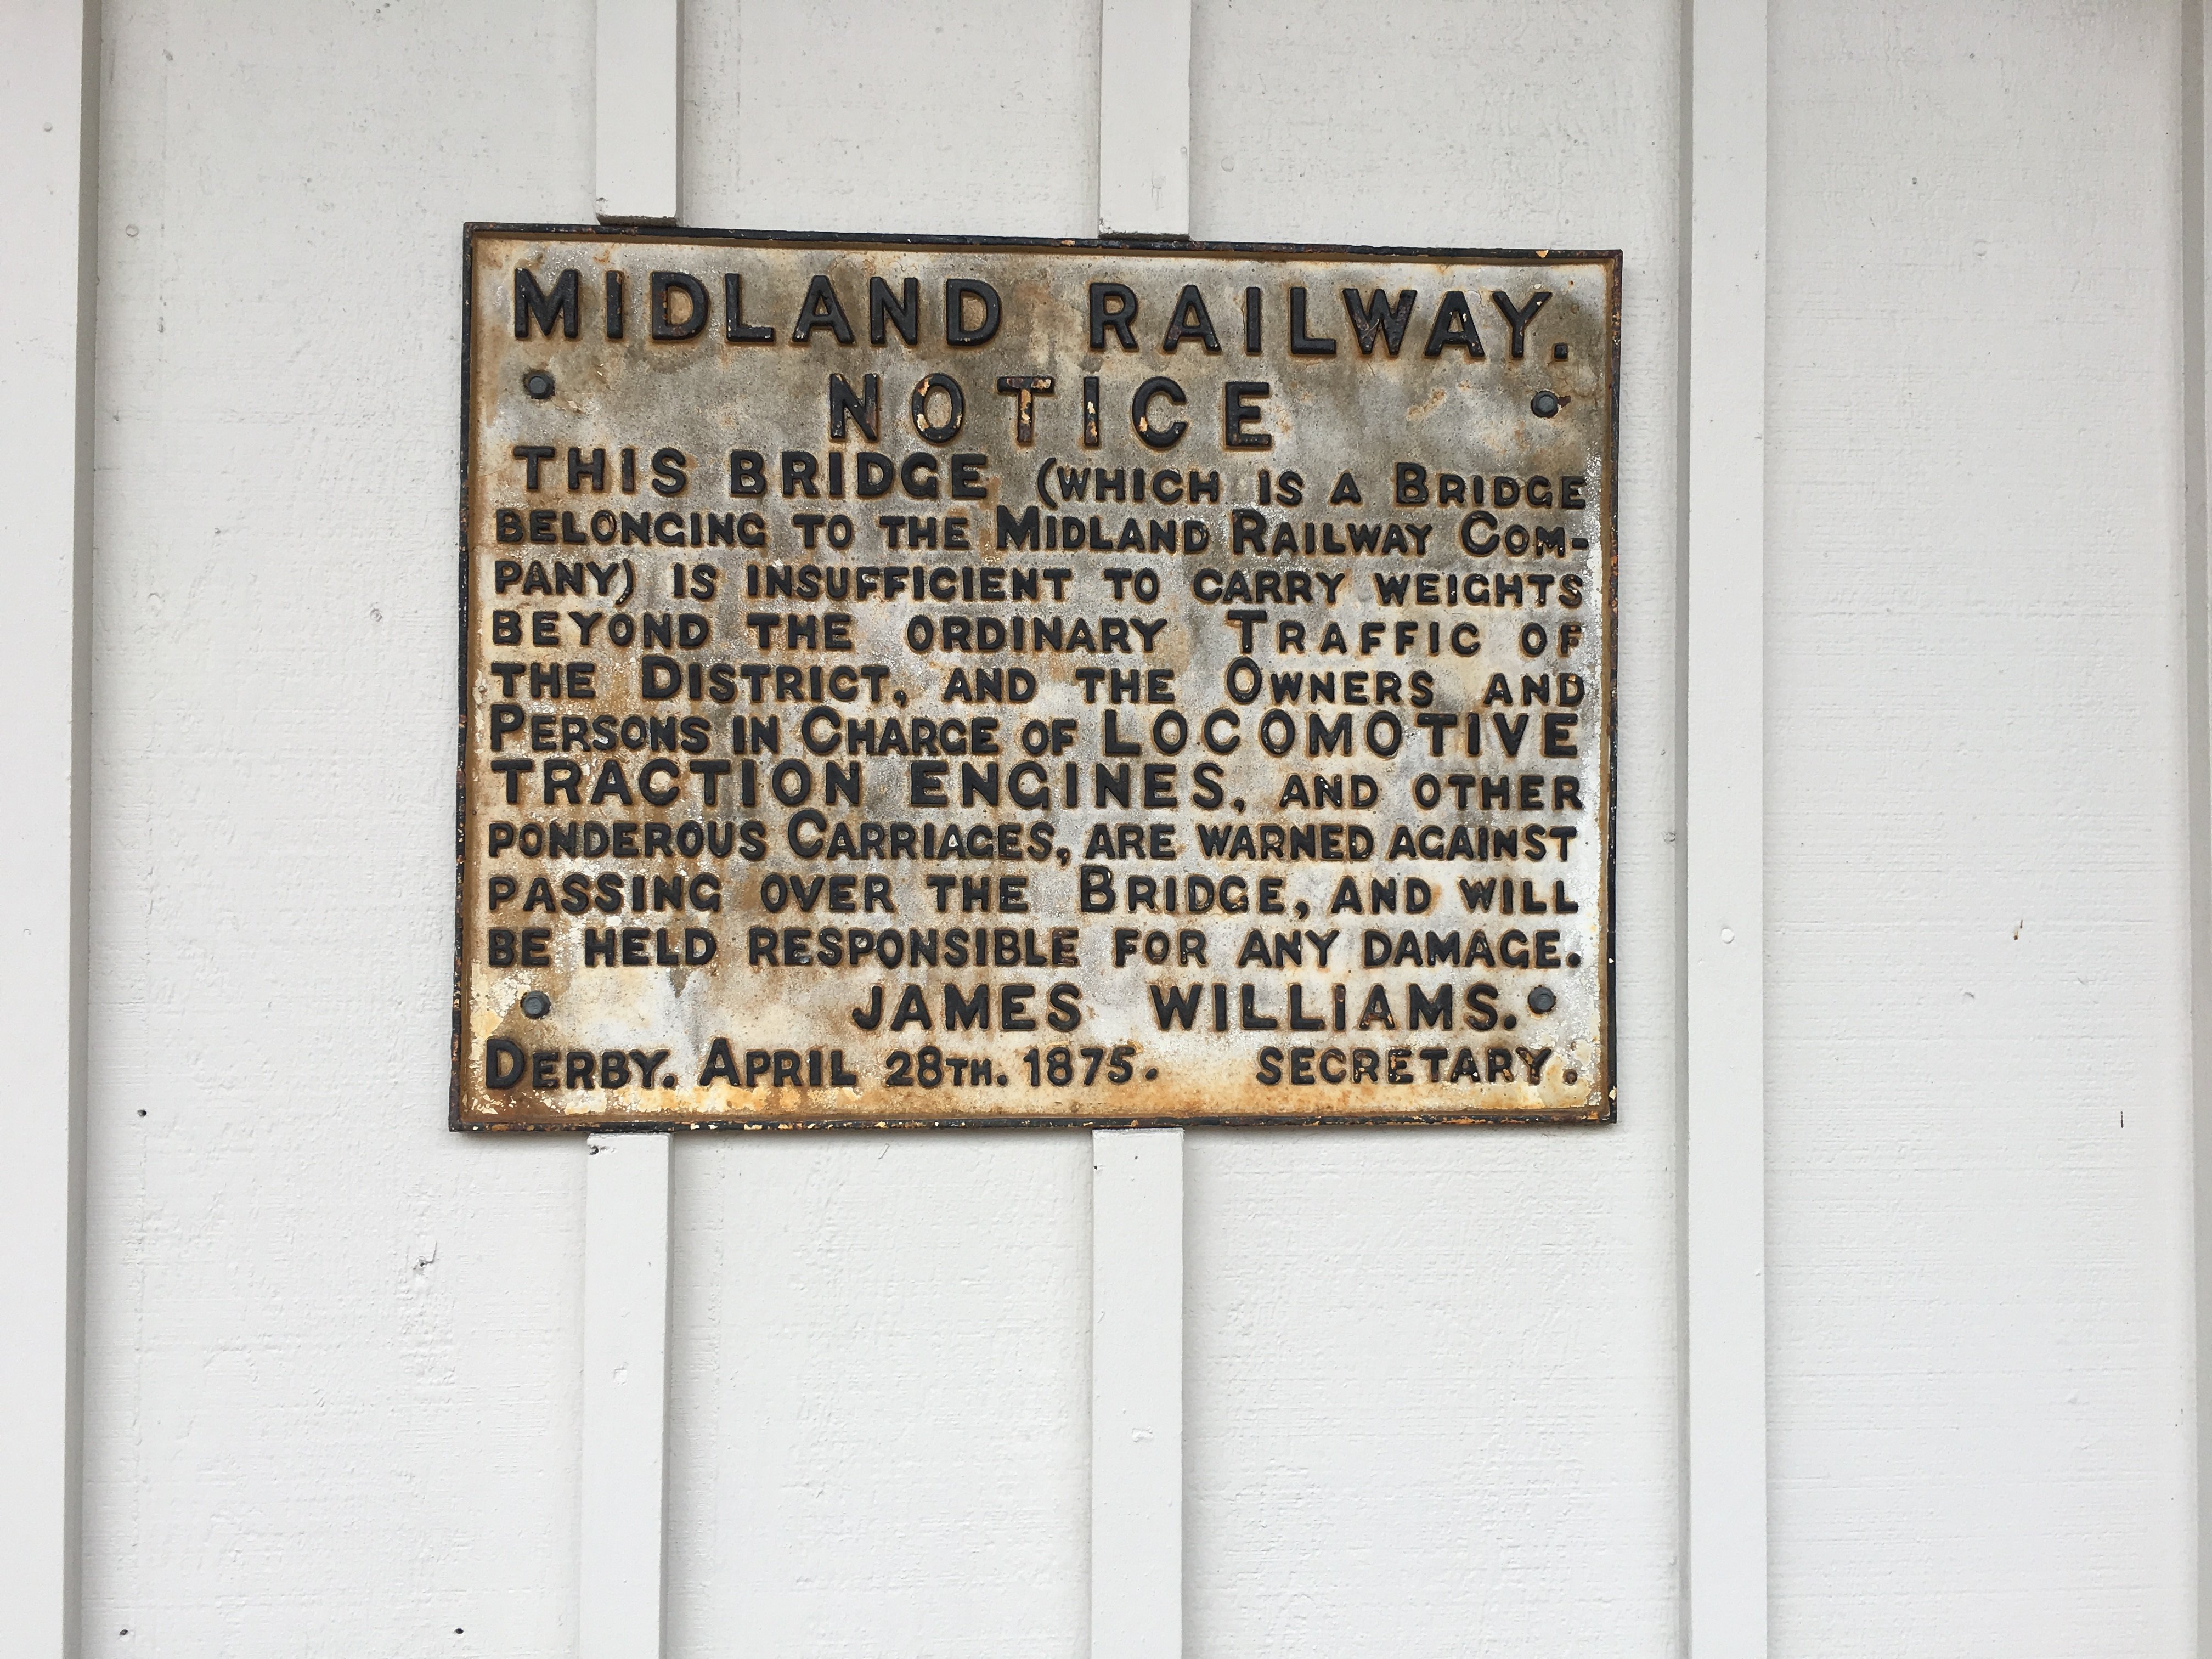 MIDLAND RAILWAY.
NOTICE
THIS BRIDGE (WHICH IS A BRIDGE
BELONGING TO THE MIDLAND RAILWAY COM-
PANY) IS INSUFFICIENT TO CARRY WEIGHTS
BEYOND THE ORDINARY TRAFFIC OF
THE DISTRICT, AND THE OWNERS AND
PERSONS IN CHARGE OF LOCOMOTIVE
TRACTION ENGINES, AND OTHER
PONDEROUS CARRIAGES, ARE WARNED AGAINST
PASSING OVER THE BRIDGE, AND WILL
BE HELD RESPONSIBLE FOR ANY DAMAGE.
JAMES WILLIAMS.
DERBY. APRIL 28TH. 1875. SECRETARY.